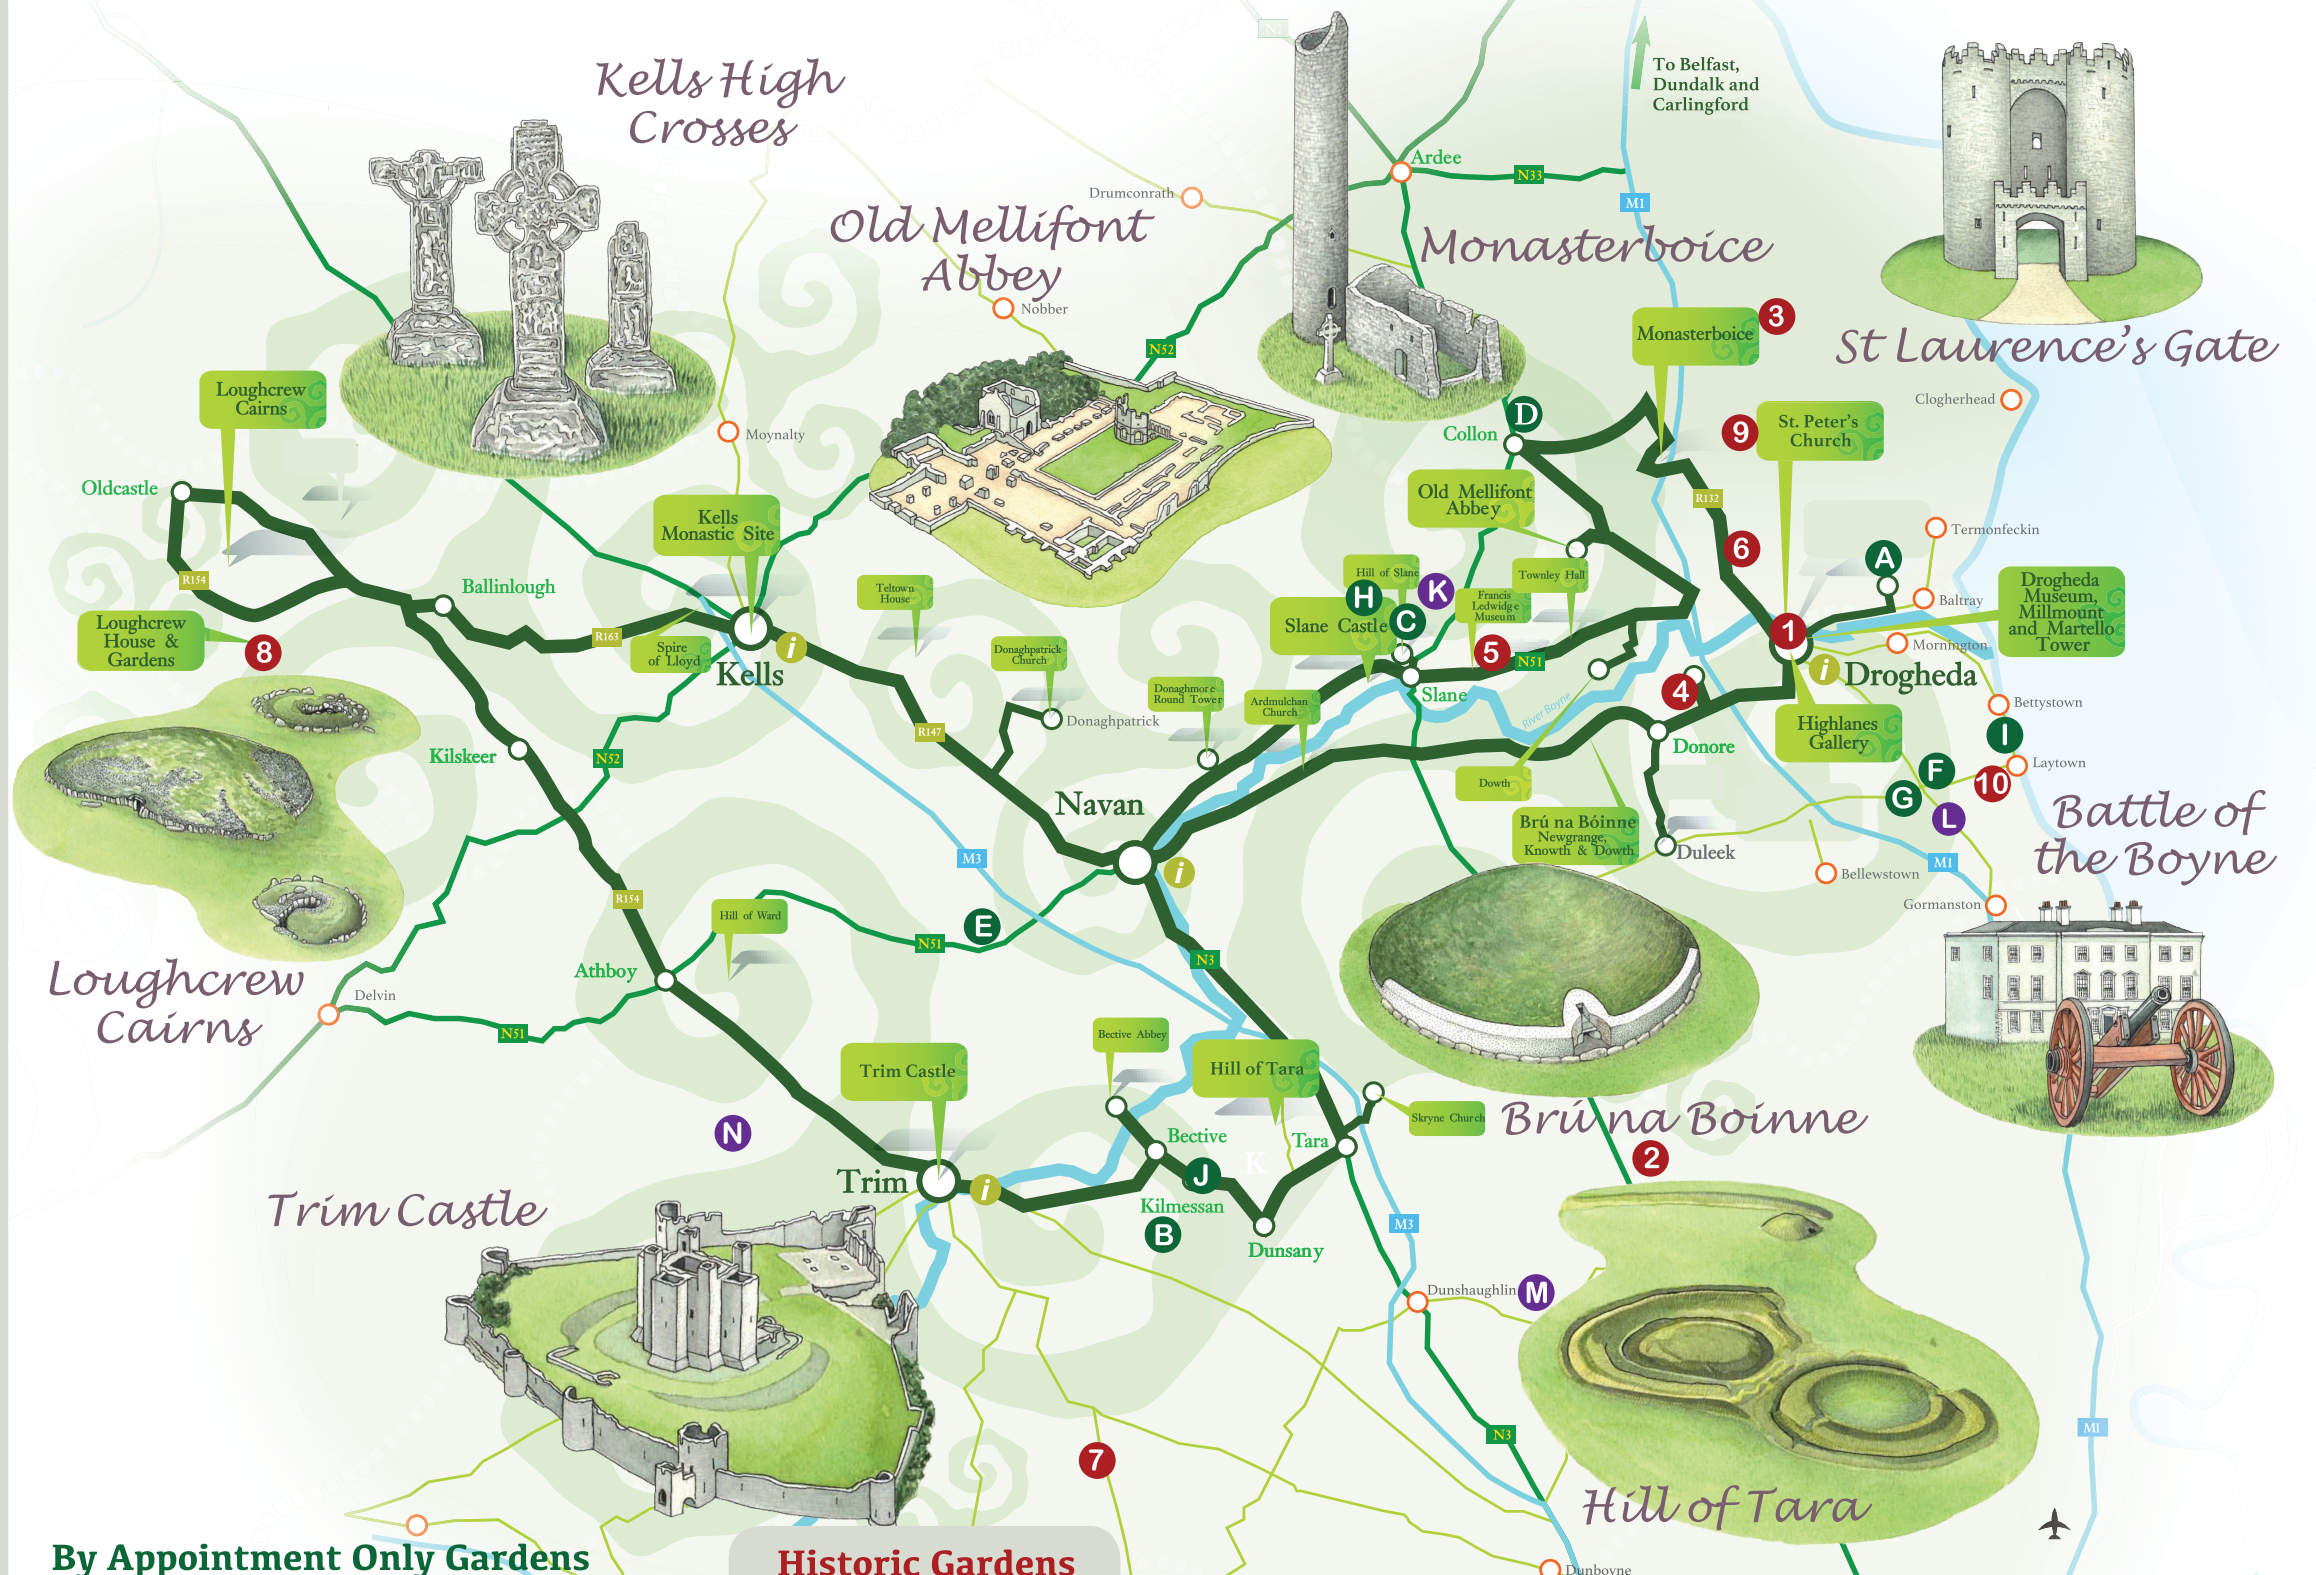 N1
To Belfast,
Dundalk and
Carlingford
Kells High
Crosses
Ardee
N33
M1
Drumconrath
Old Mellifont
Abbey
Monasterboice
Nobber
N52
Monasterboice
3
St Laurence's Gate
Loughcrew
Cairns
Moynalty
Clogherhead
D
Collon
9
St. Peter's
Church
Oldcastle
Kells
Monastic Site
Old Mellifont
Abbey
R132
Termonfeckin
6
A
R154
Ballinlough
Teltown
House
Hill of Slane
Townley Hall
H
K
Francis
Ledwidge
Museum
Baltray
Drogheda
Museum,
Millmount
and Martello
Tower
Loughcrew
House &
Gardens
8
R163
Spire
of Lloyd
i
Kells
Donaghpatrick
Church
Slane Castle
C
5
N51
1
Mornington
i
Drogheda
Donaghmore
Round Tower
Ardmulchan
Church
Slane
River Boyne
4
Bettystown
Donaghpatrick
R147
Highlanes
Gallery
I
Kilskeer
N52
Donore
Laytown
F
10
G
L
Dowth
Navan
Brú na Bóinne
Newgrange,
Knowth & Dowth
Battle of
the Boyne
M3
Duleek
M1
i
Bellewstown
R154
Hill of Ward
E
N51
Gormanston
N3
Loughcrew
Cairns
Athboy
Delvin
N51
Bective Abbey
Trim Castle
Hill of Tara
Skryne Church
Brú na Boinne
N
Bective
Tara
K
2
Trim
i
J
Kilmessan
B
Trim Castle
M3
Dunsany
Dunshaughlin
M
7
N3
M1
Hill of Tara
By Appointment Only Gardens
Historic Gardens
Dunboyne